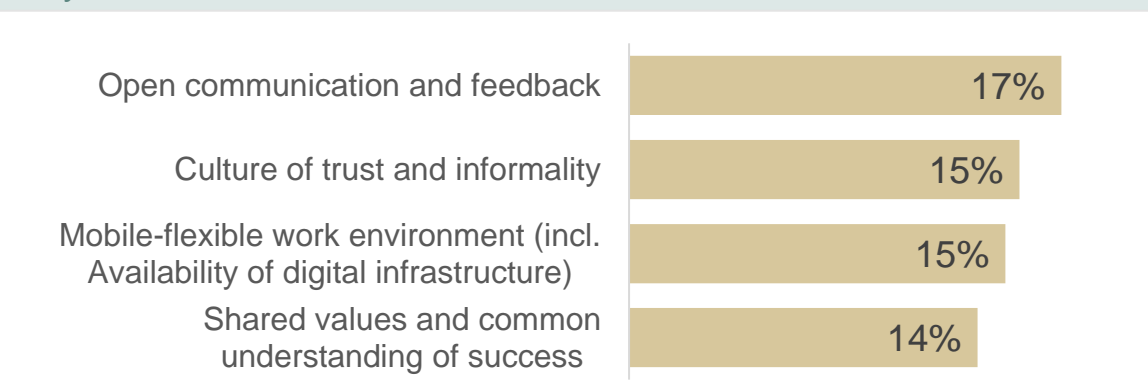 Open communication and feedback
17%
Culture of trust and informality
15%
Mobile-flexible work environment (incl.
Availability of digital infrastructure)
15%
Shared values and common
understanding of success
14%